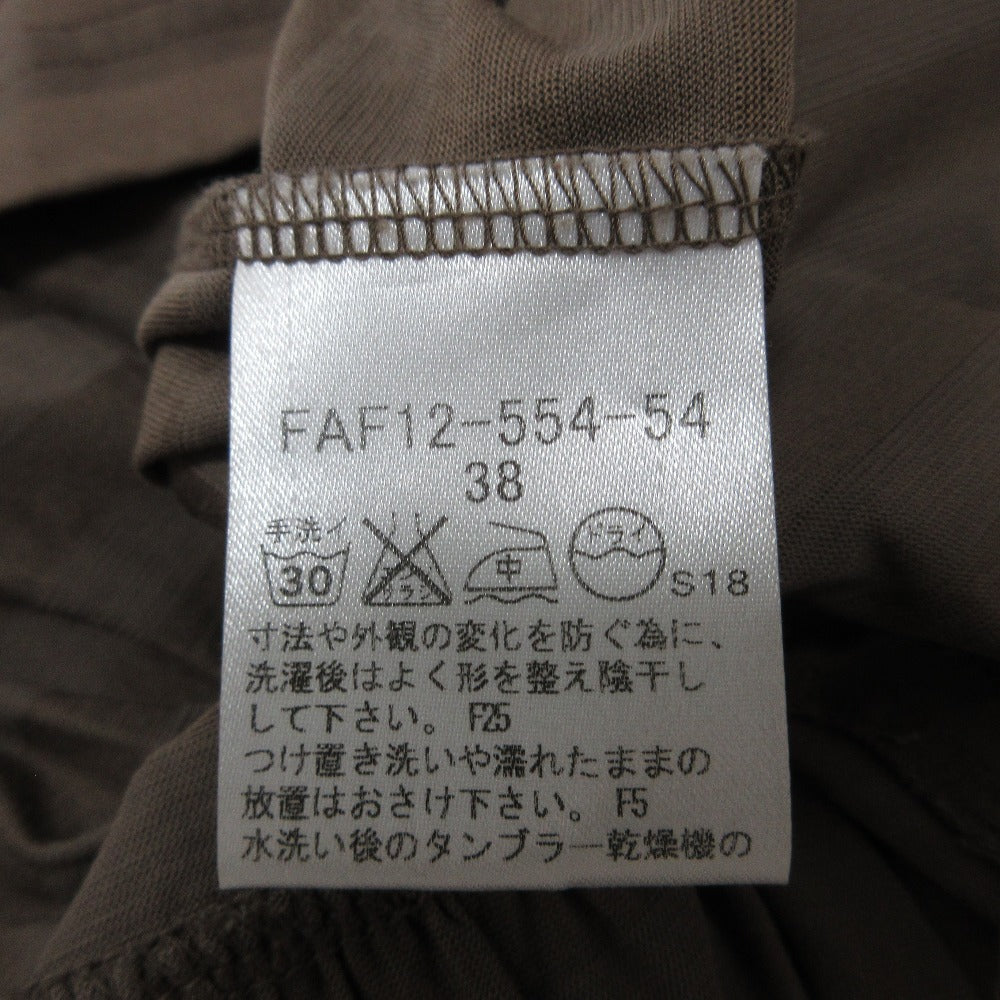 FAF12-554-54
38
手洗イ
30
中
ドライ
S18
寸法や外観の変化を防ぐ為に、
洗濯後はよく形を整え陰干し
して下さい。 F25
つけ置き洗いや濡れたままの
放置はおさけ下さい。 F5
水洗い後のタンブラー乾燥機の